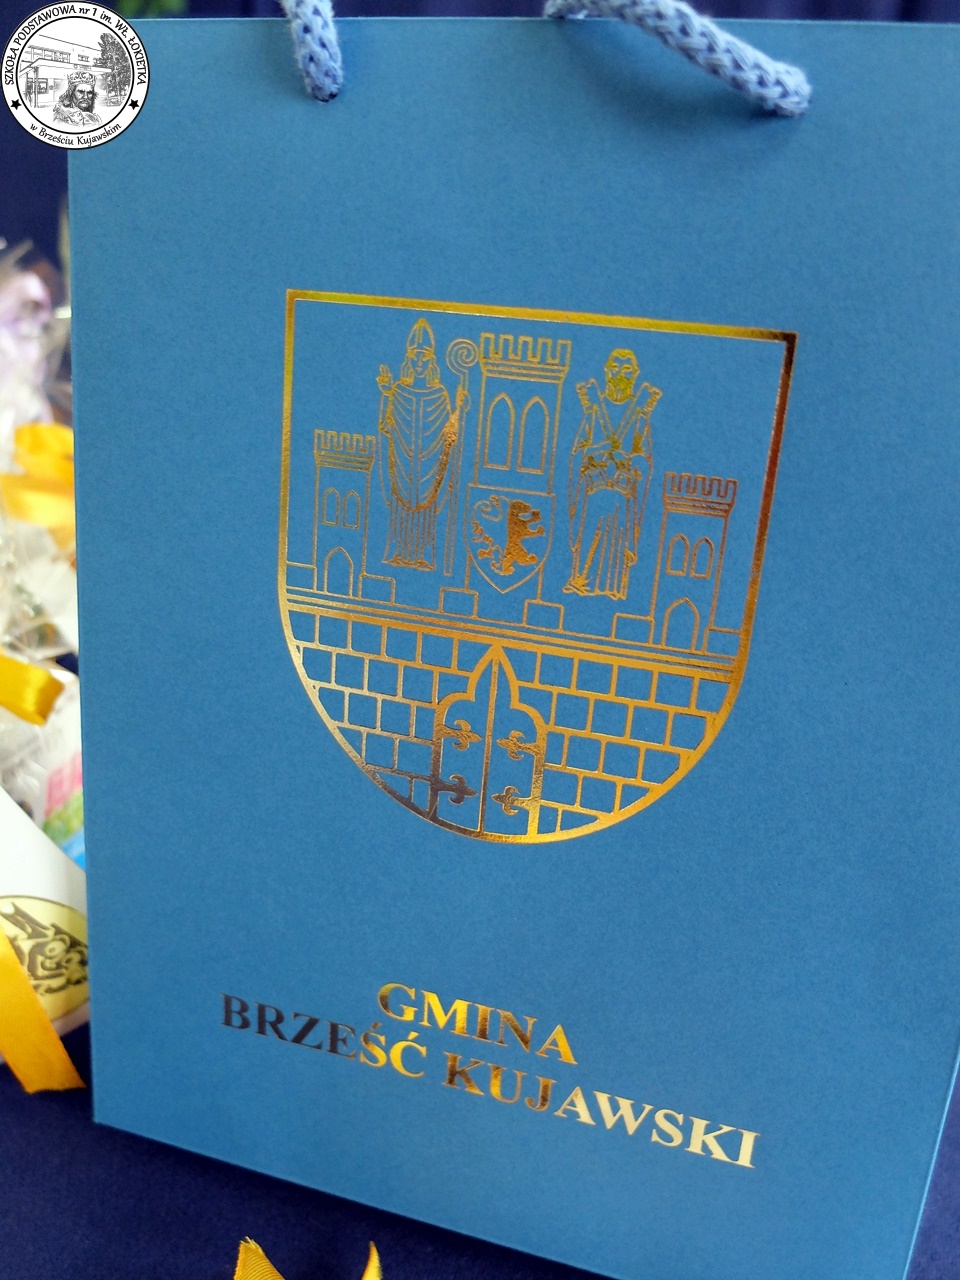 SZKOŁA PODSTAWOWA nr 1 im. Wł. ŁOKIETKA
w Brześciu Kujawskim
GMINA
BRZEŚĆ KUJAWSKI